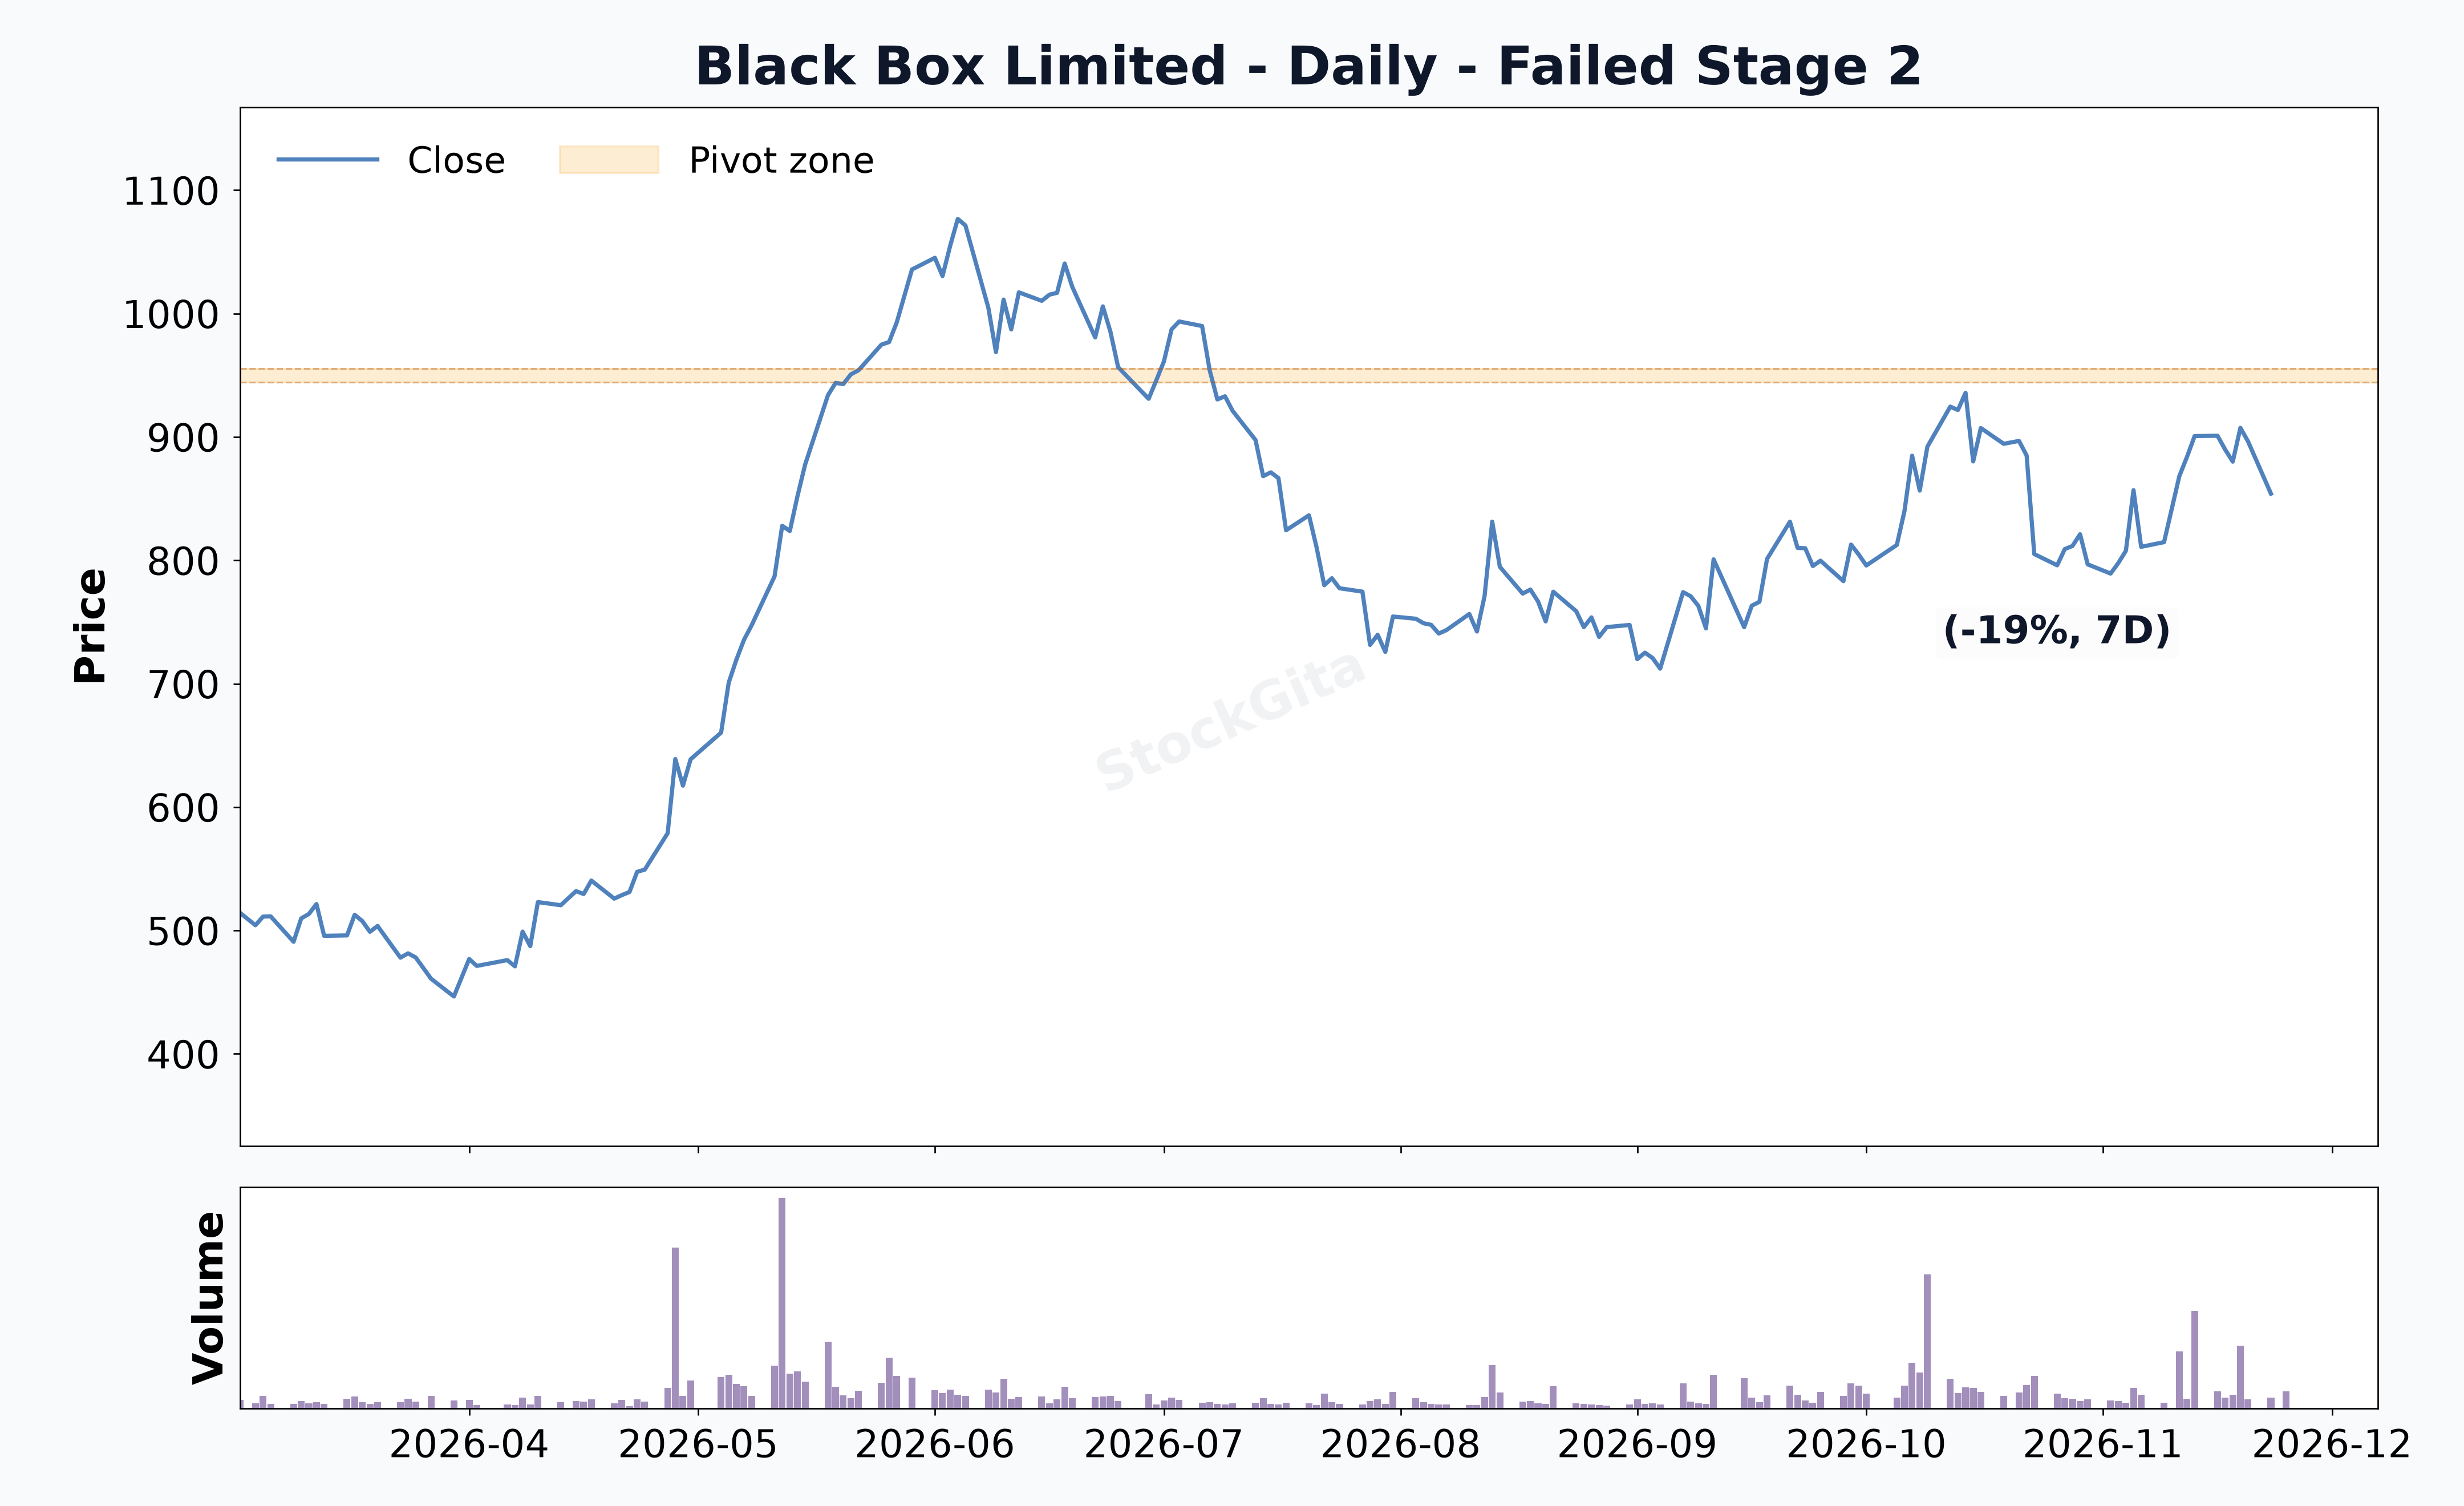 Black Box Limited - Daily - Failed Stage 2
Close
Pivot zone
1100
1000
900
800
700
600
500
400
Price
(-19%, 7D)
StockGita
Volume
2026-04
2026-05
2026-06
2026-07
2026-08
2026-09
2026-10
2026-11
2026-12